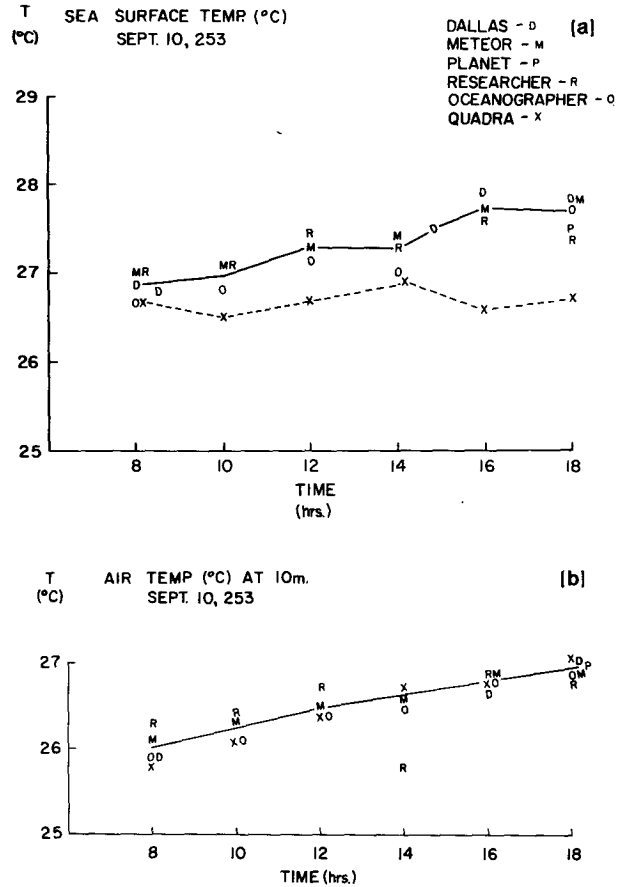 T SEA SURFACE TEMP. (°C)
(°C) SEPT. 10, 253
[a]
DALLAS - D
METEOR - M
PLANET - P
RESEARCHER - R
OCEANOGRAPHER - O
QUADRA - X
29
28
27
26
25
R
D
D M
M R
M R
M
M
M
O
D
D
R
D
R
P
D
O
O
R
O X
X
X
X
X
X
8 10 12 14 16 18
TIME
(hrs.)
T AIR TEMP (°C) AT 10m. [b]
(°C) SEPT. 10, 253
27
26
25
R
M
O D
X
R
M
X O
R
M
X O
X
M
O
R
R M
X O
D
X D P
O M
R
8 10 12 14 16 18
TIME (hrs.)